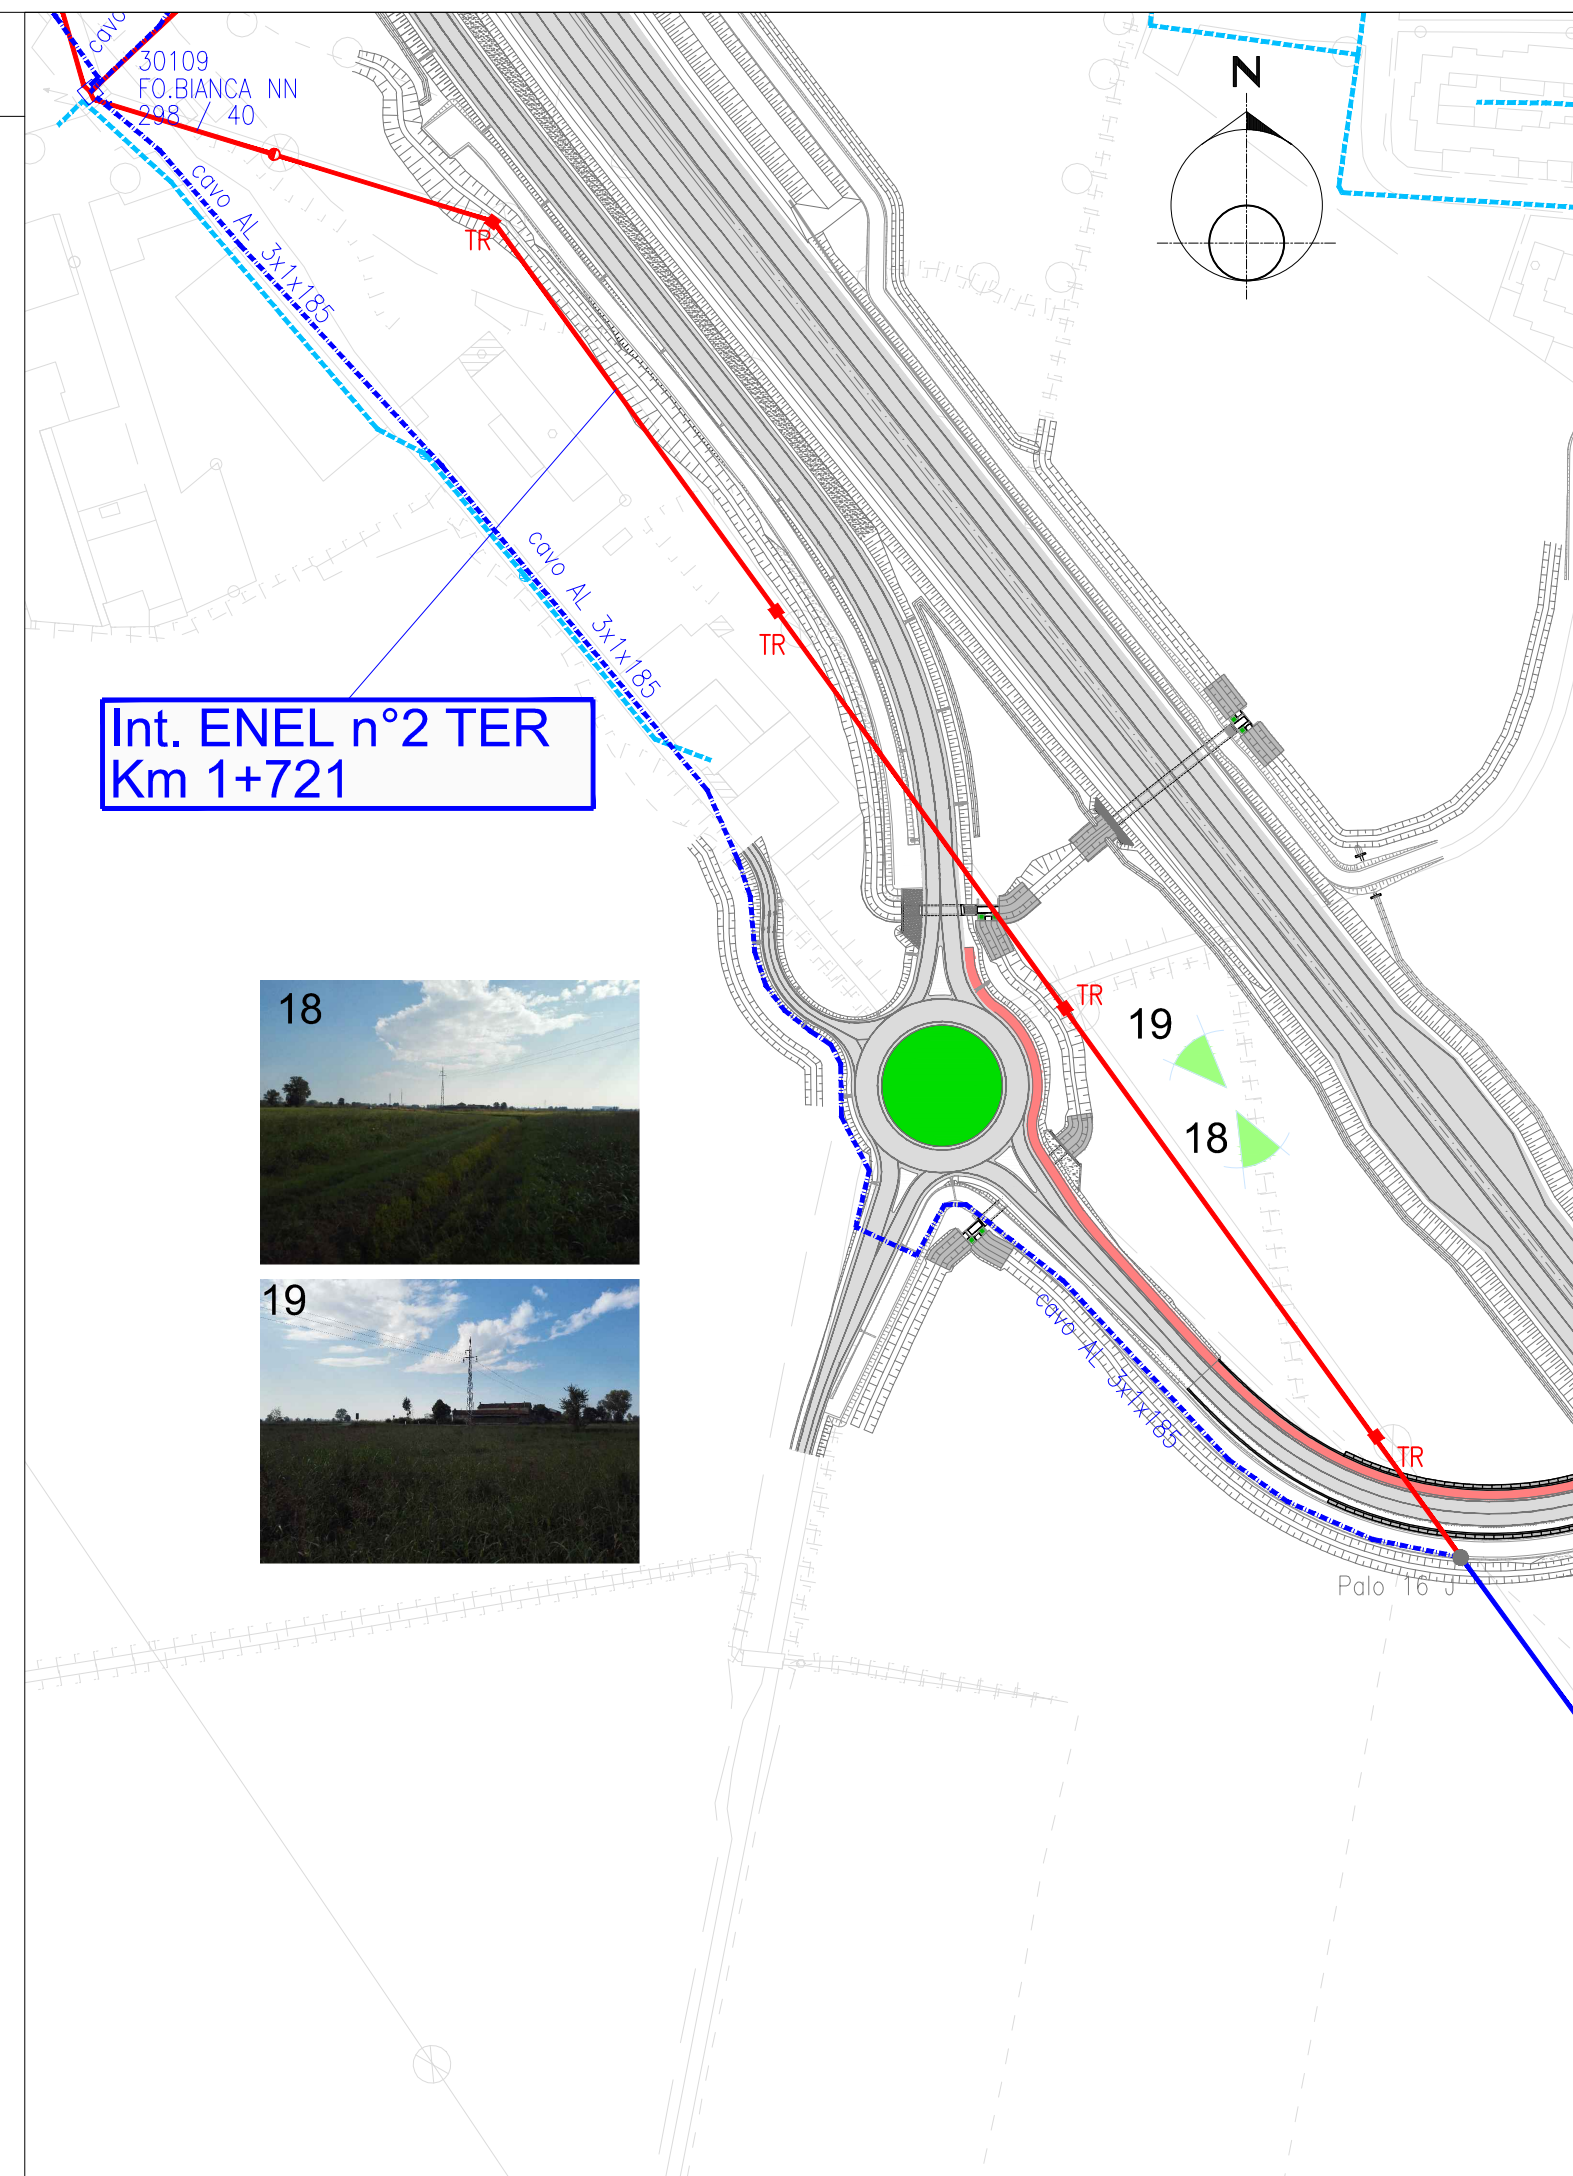 cavo
30109
FO.BIANCA NN
298 / 40
N
cavo AL 3x1x185
TR
cavo AL 3x1x185
TR
Int. ENEL n°2 TER
Km 1+721
18
TR
19
18
19
cavo AL 3x1x185
TR
Palo 16 J